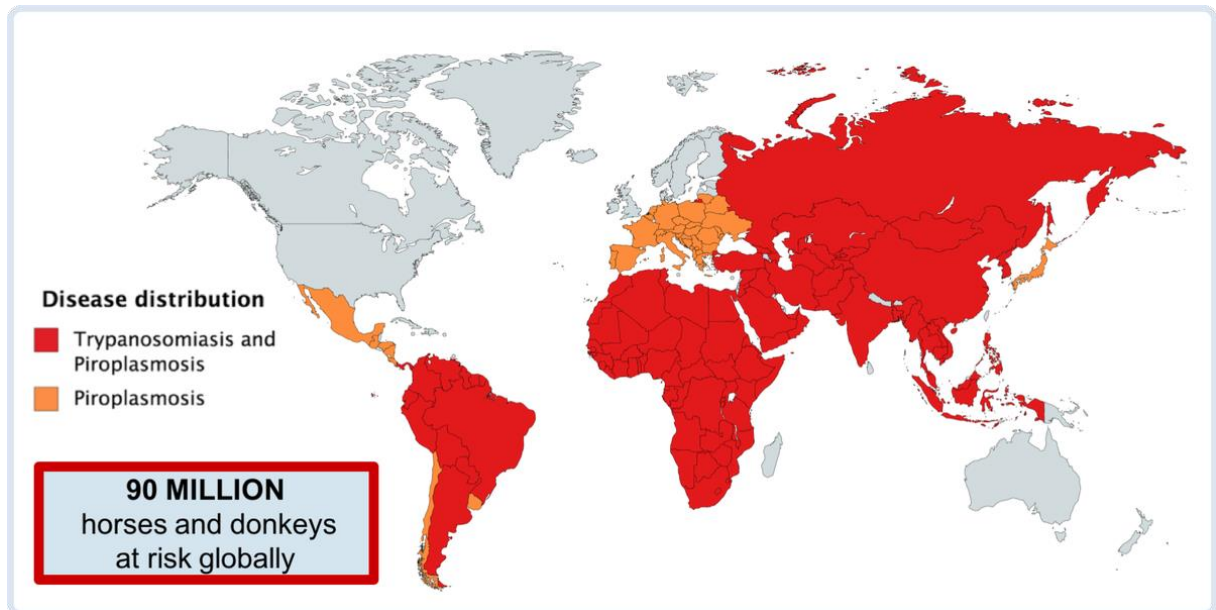 Disease distribution
Trypanosomiasis and
Piroplasmosis
Piroplasmosis
90 MILLION
horses and donkeys
at risk globally